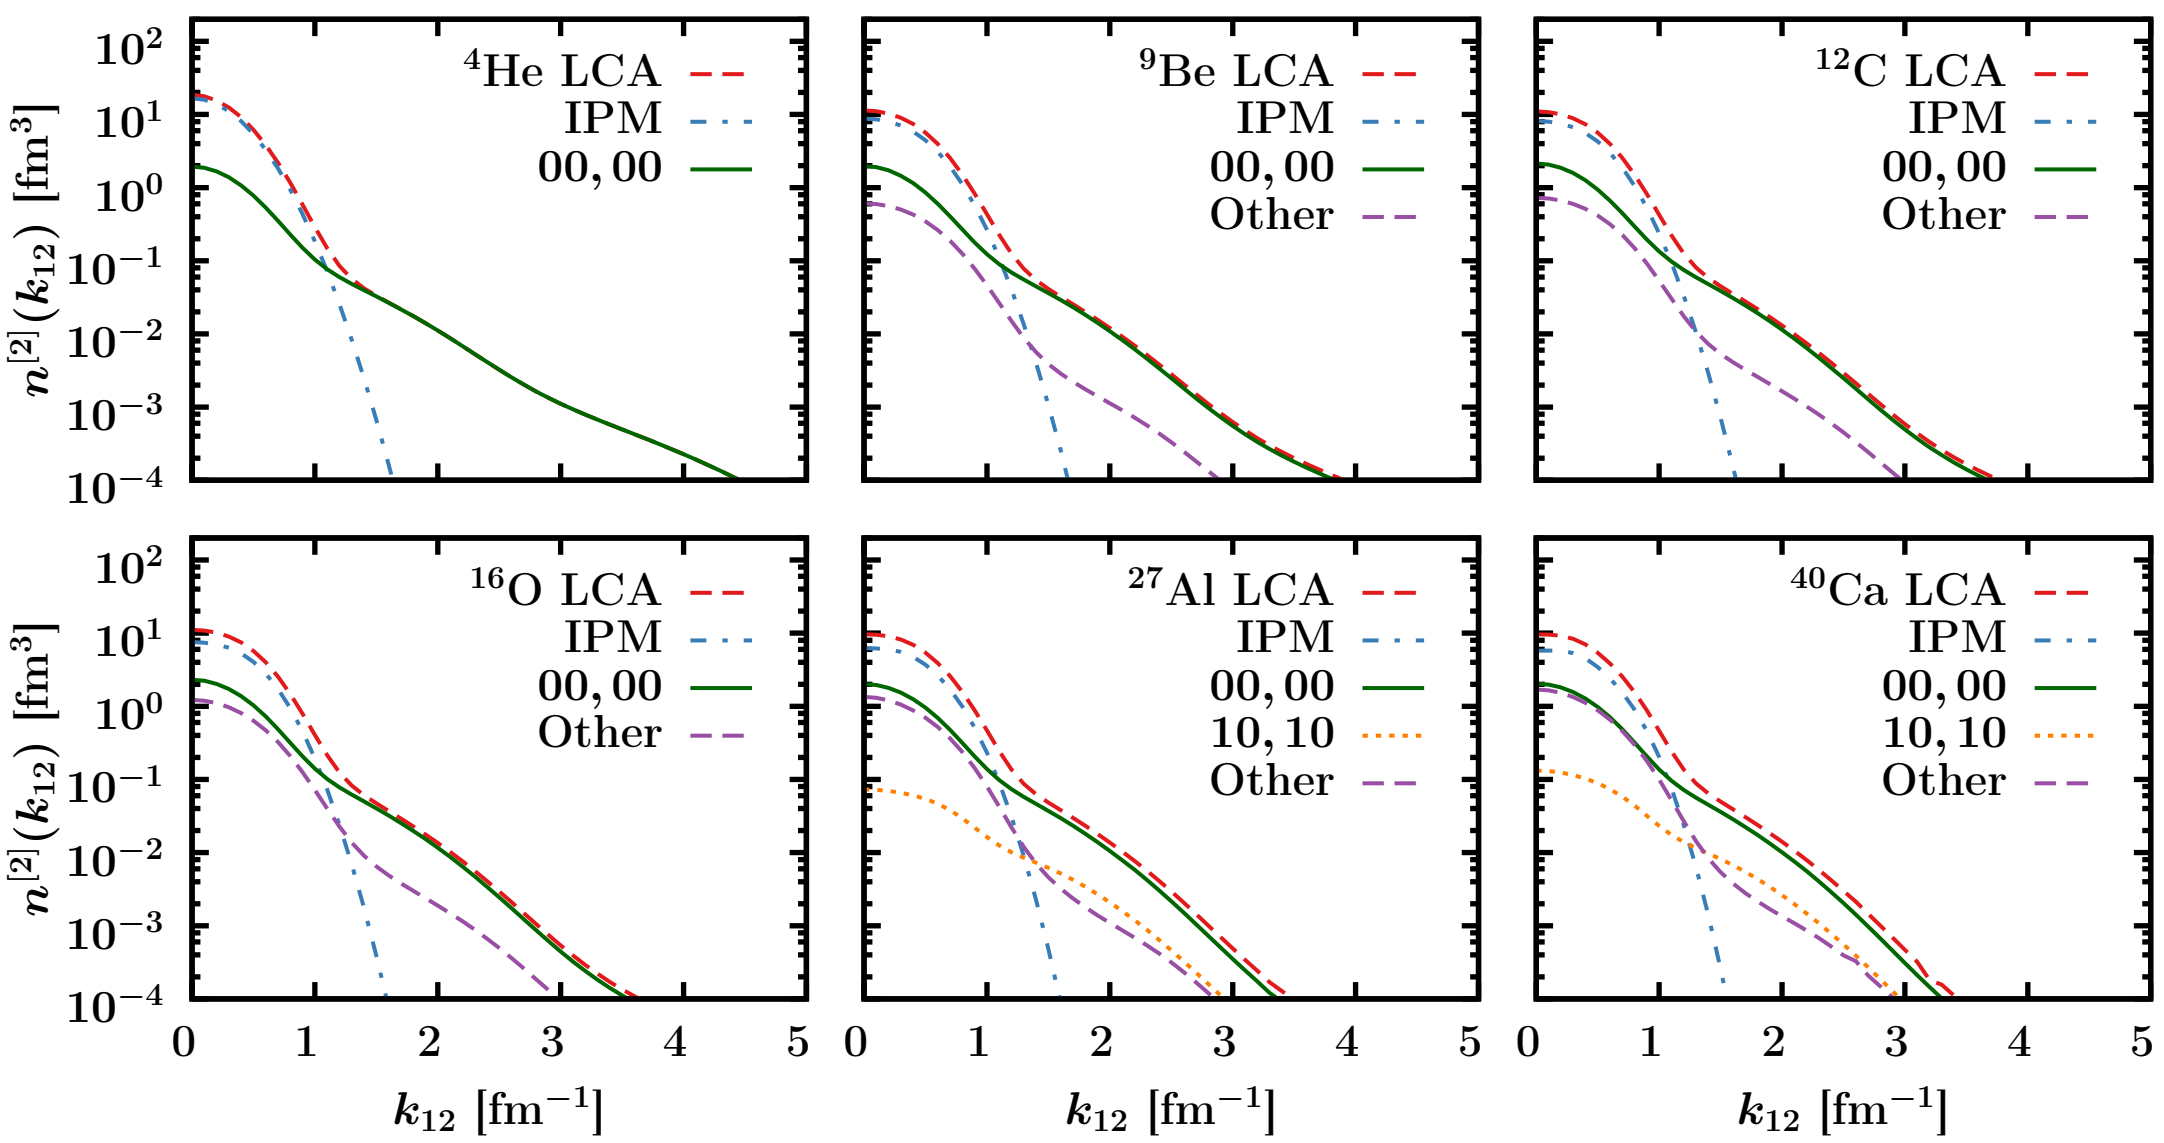 n^[2](k₁₂) [fm³]
10²
10¹
10⁰
10⁻¹
10⁻²
10⁻³
10⁻⁴
⁴He LCA
IPM
00, 00
⁹Be LCA
IPM
00, 00
Other
¹²C LCA
IPM
00, 00
Other
n^[2](k₁₂) [fm³]
10²
10¹
10⁰
10⁻¹
10⁻²
10⁻³
10⁻⁴
¹⁶O LCA
IPM
00, 00
Other
0 1 2 3 4 5
k₁₂ [fm⁻¹]
²⁷Al LCA
IPM
00, 00
10, 10
Other
0 1 2 3 4 5
k₁₂ [fm⁻¹]
⁴⁰Ca LCA
IPM
00, 00
10, 10
Other
0 1 2 3 4 5
k₁₂ [fm⁻¹]